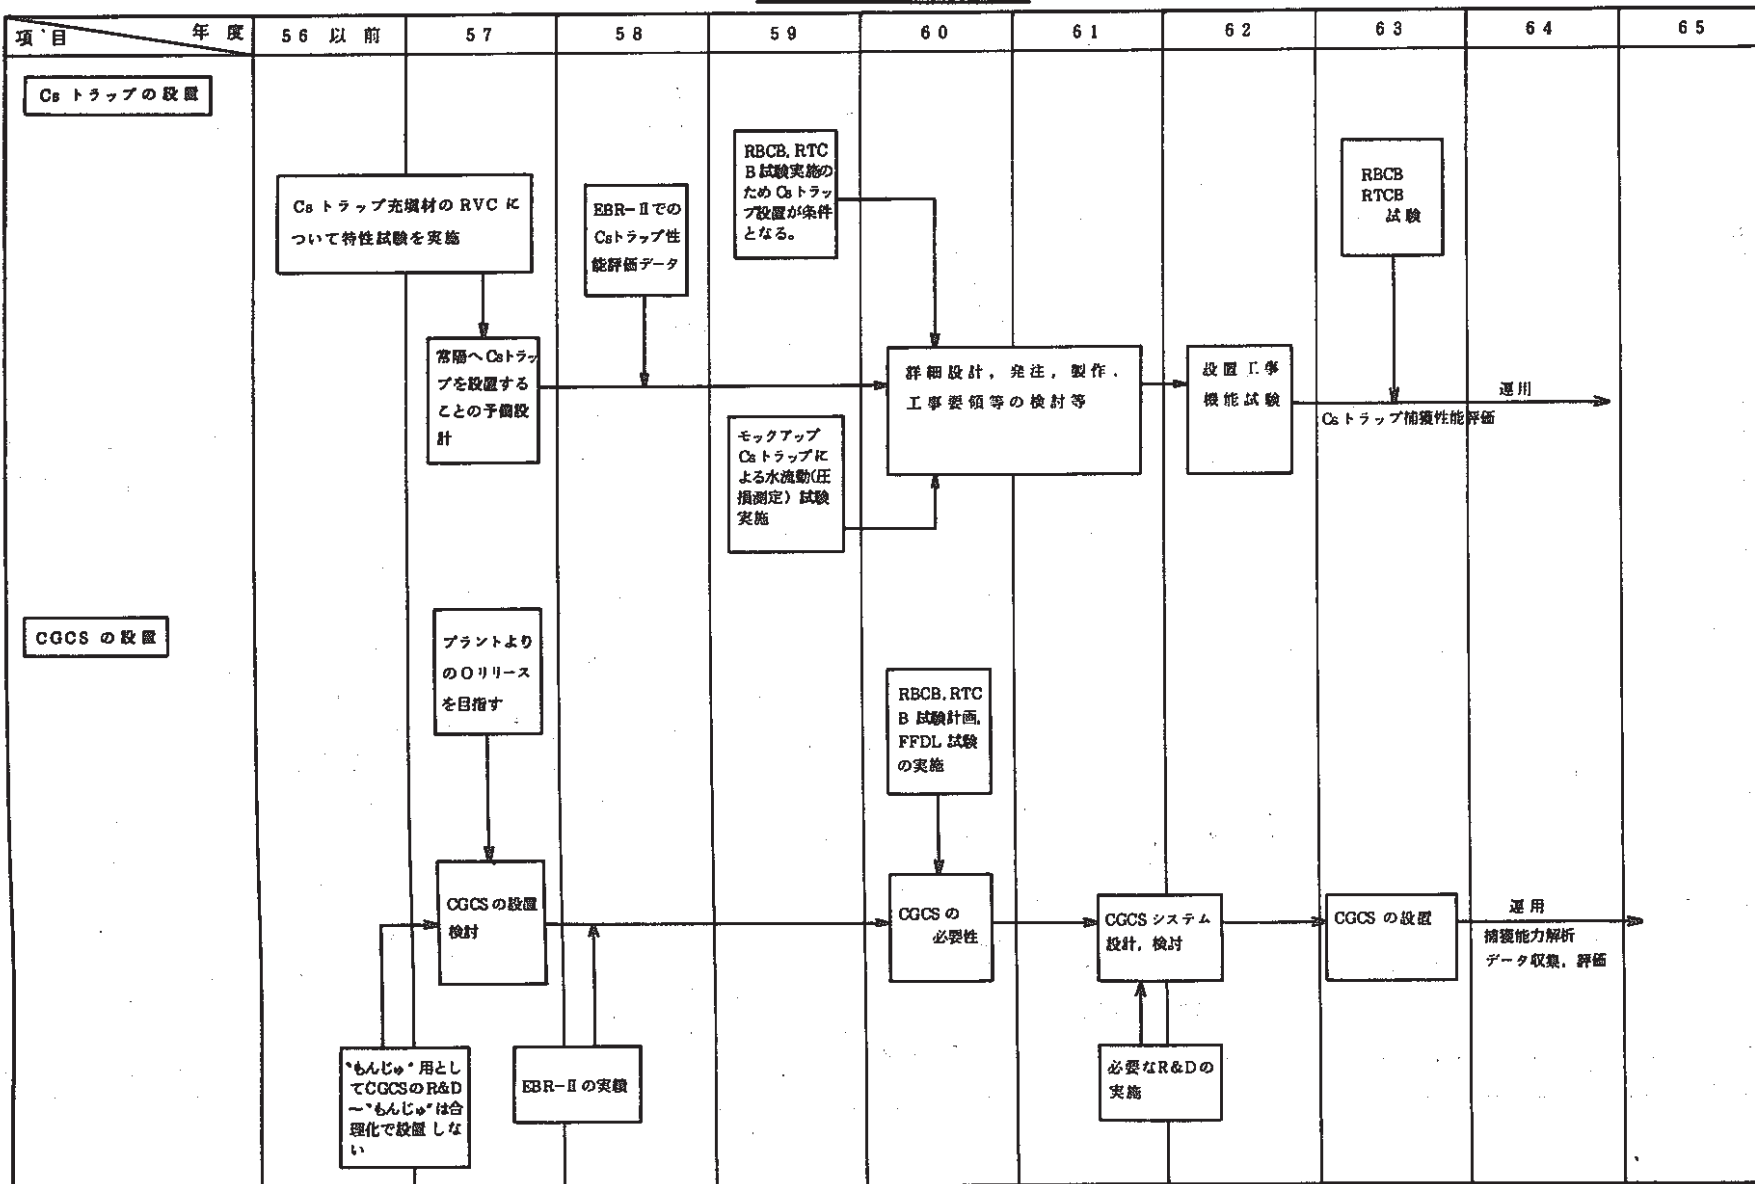 項目
年度
56以前
57
58
59
60
61
62
63
64
65
Cs トラップの設置
Cs トラップ充塡材の RVC に
ついて特性試験を実施
常陽へ Csトラッ
プを設置する
ことの予備設
計
EBR-Ⅱでの
Csトラップ性
能評価データ
RBCB, RTC
B 試験実施の
ため Csトラッ
プ設置が条件
となる。
モックアップ
Csトラップに
よる水流動(圧
損測定)試験
実施
詳細設計,発注,製作,
工事要領等の検討等
設置工事
機能試験
RBCB
RTCB
試験
運用
Csトラップ捕獲性能評価
CGCS の設置
プラントより
の0リリース
を目指す
CGCS の設置
検討
"もんじゅ"用とし
てCGCSのR&D
~"もんじゅ"は合
理化で設置しな
い
EBR-Ⅱの実績
RBCB, RTC
B 試験計画,
FFDL 試験
の実施
CGCS の
必要性
CGCS システム
設計,検討
必要なR&Dの
実施
CGCS の設置
運用
捕獲能力解析
データ収集,評価